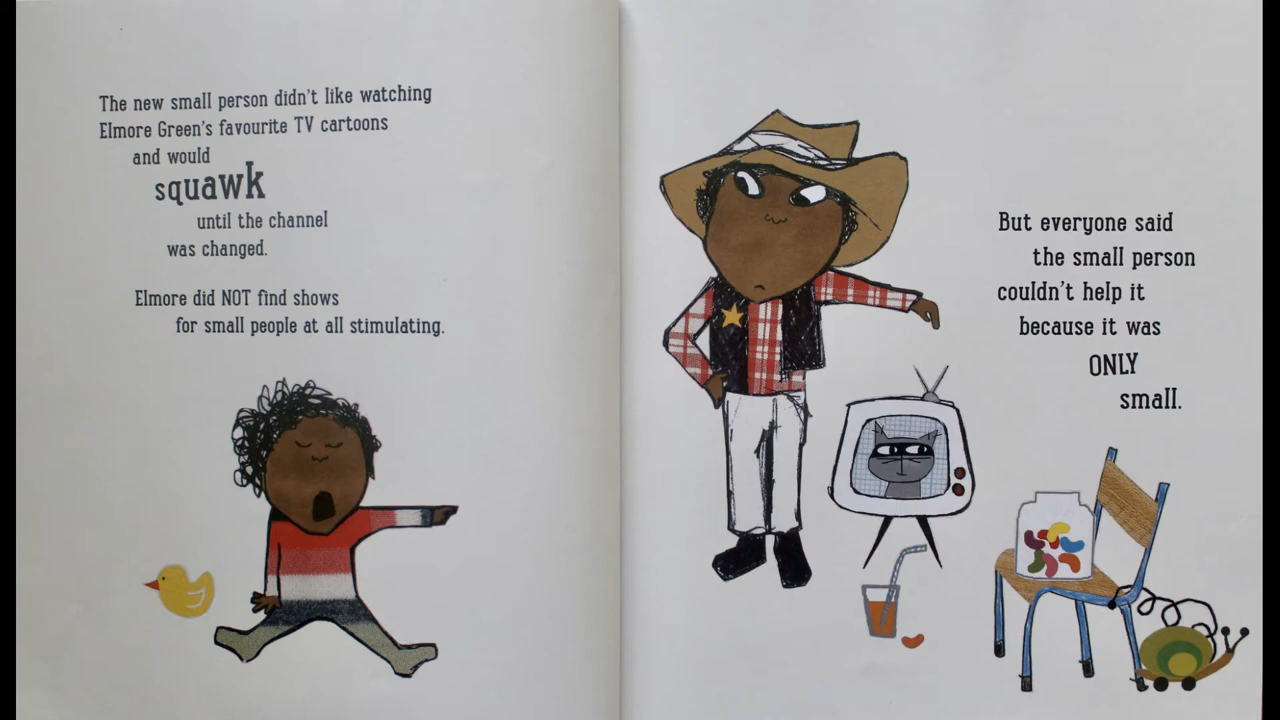 The new small person didn't like watching
Elmore Green's favourite TV cartoons
and would
squawk
until the channel
was changed.
Elmore did NOT find shows
for small people at all stimulating.
But everyone said
the small person
couldn't help it
because it was
ONLY
small.